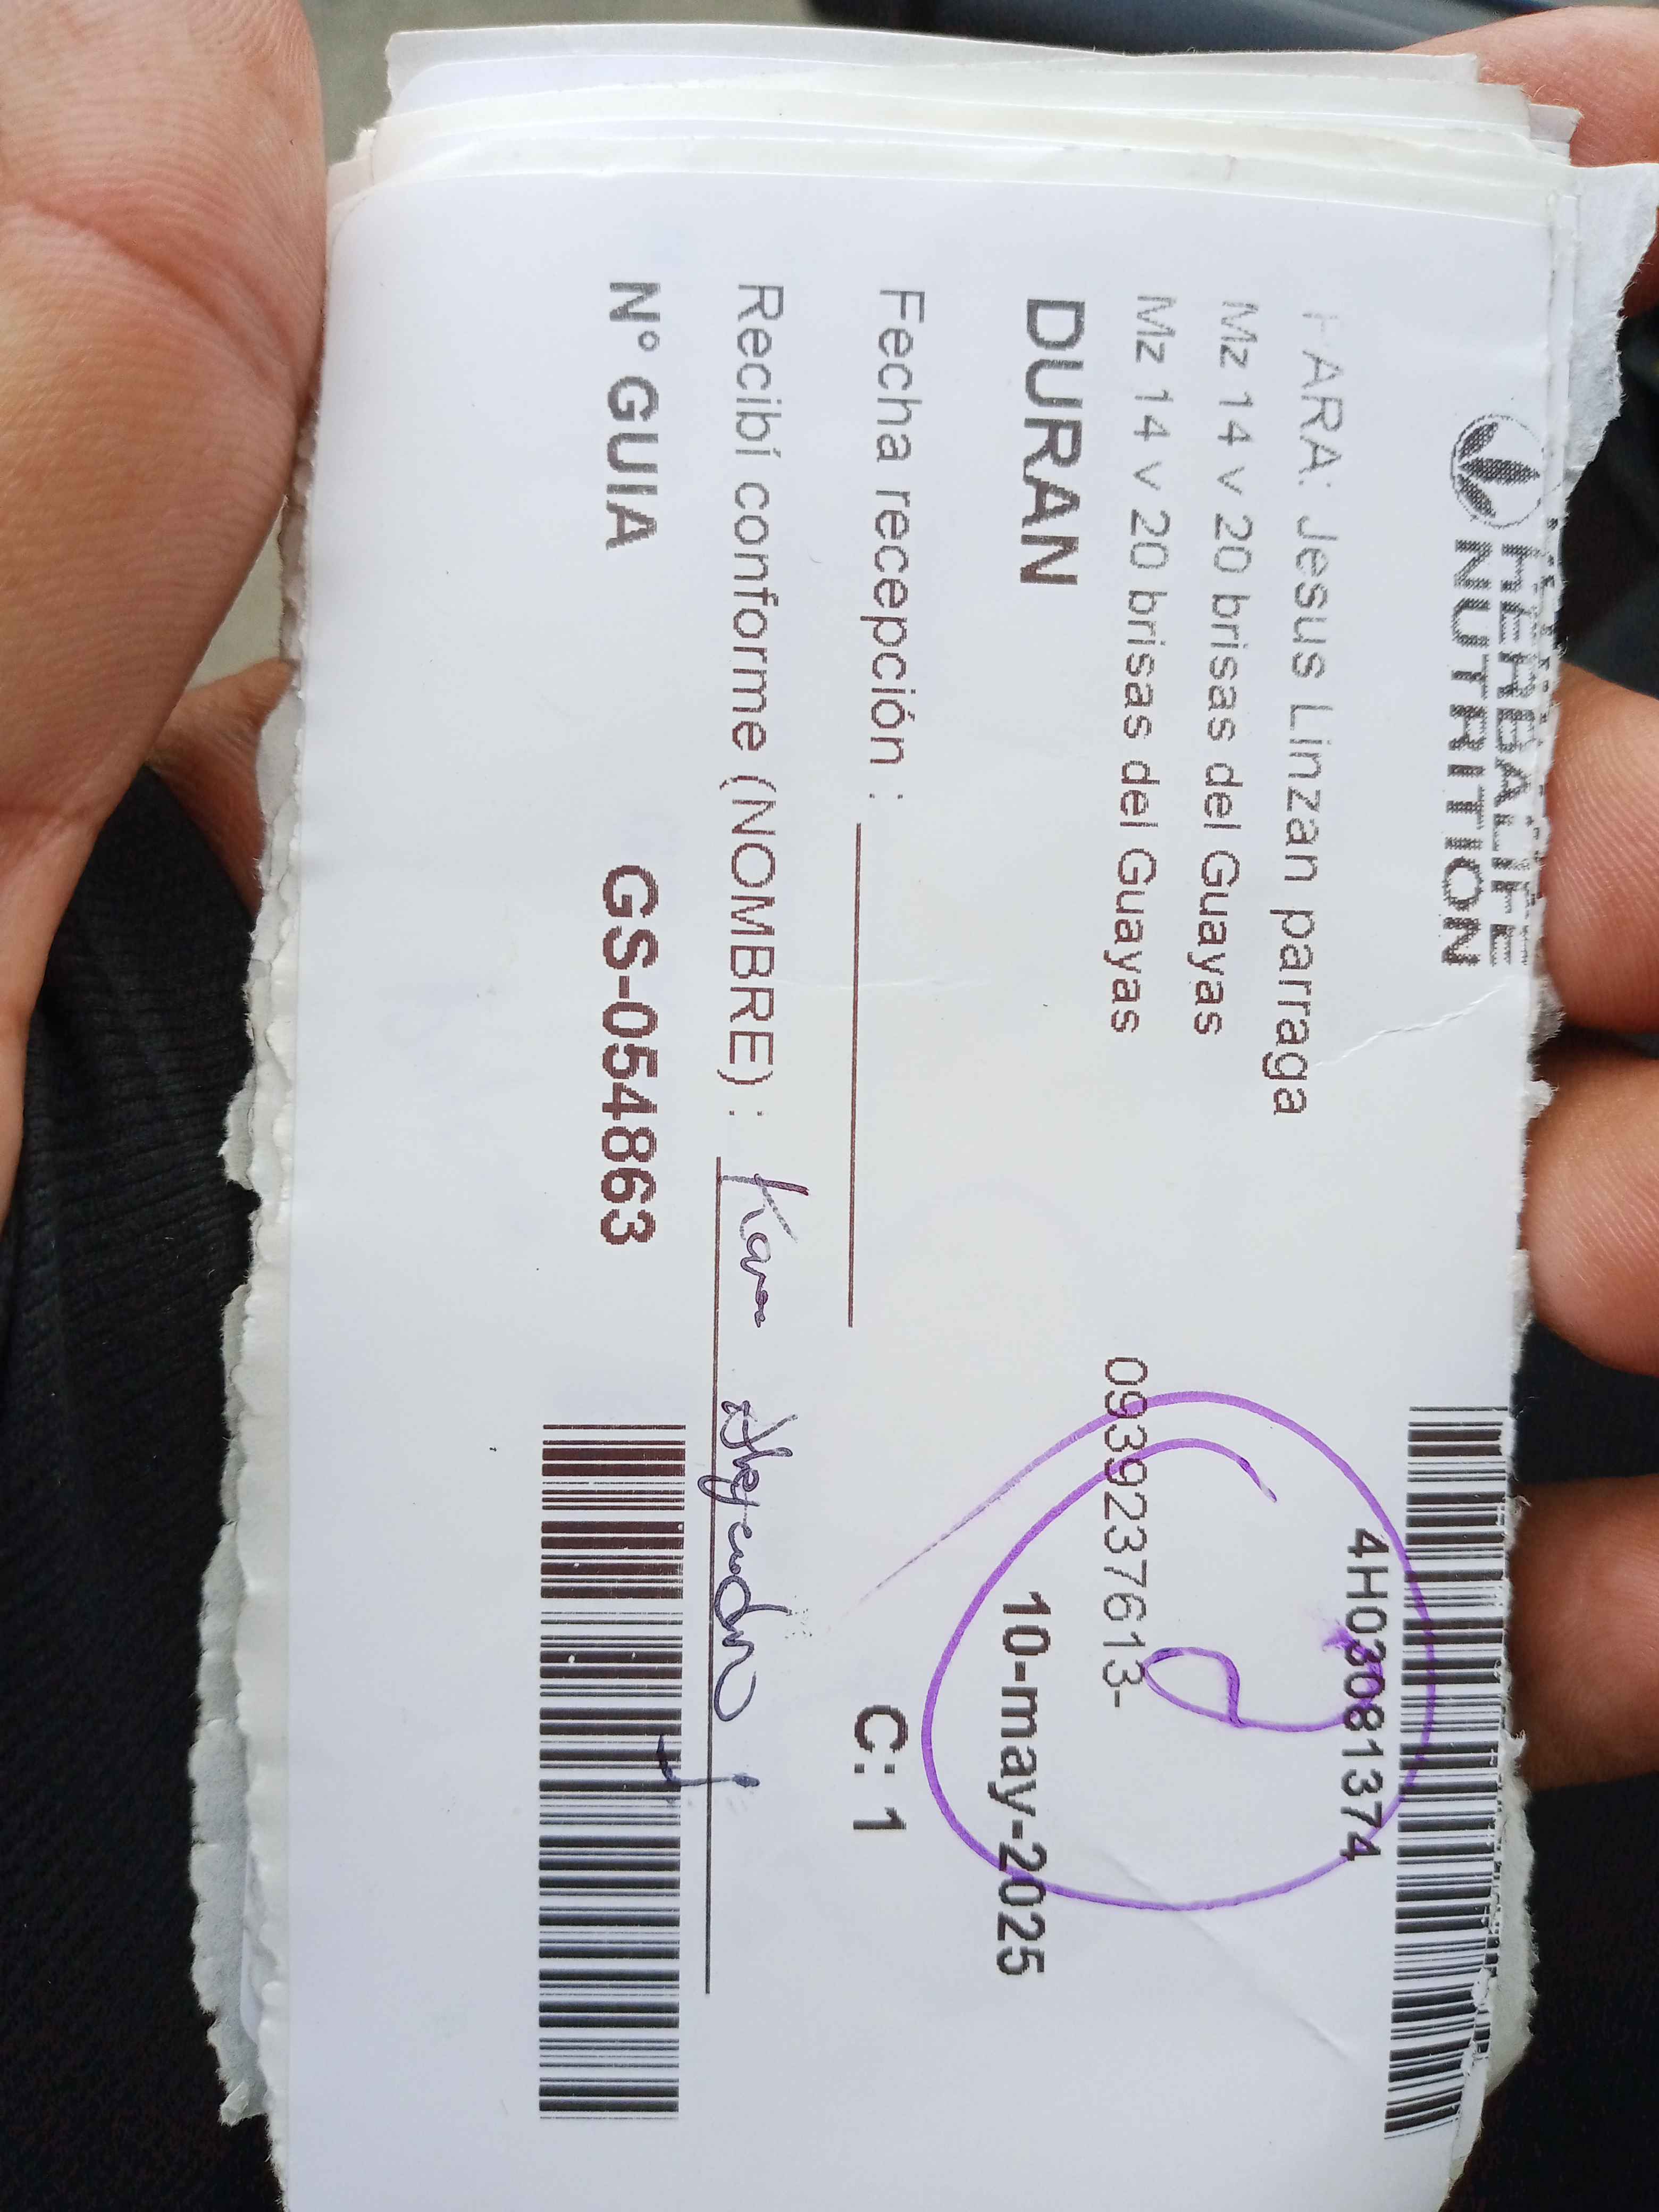 HERBALIFE
NUTRITION
4H03081374
PARA: Jesus Linzan parraga
Mz 14 v 20 brisas del Guayas
Mz 14 v 20 brisas del Guayas
0939237613-
DURAN
10-may-2025
Fecha recepción :
C: 1
Recibí conforme (NOMBRE) : Karen
N° GUIA GS-054863